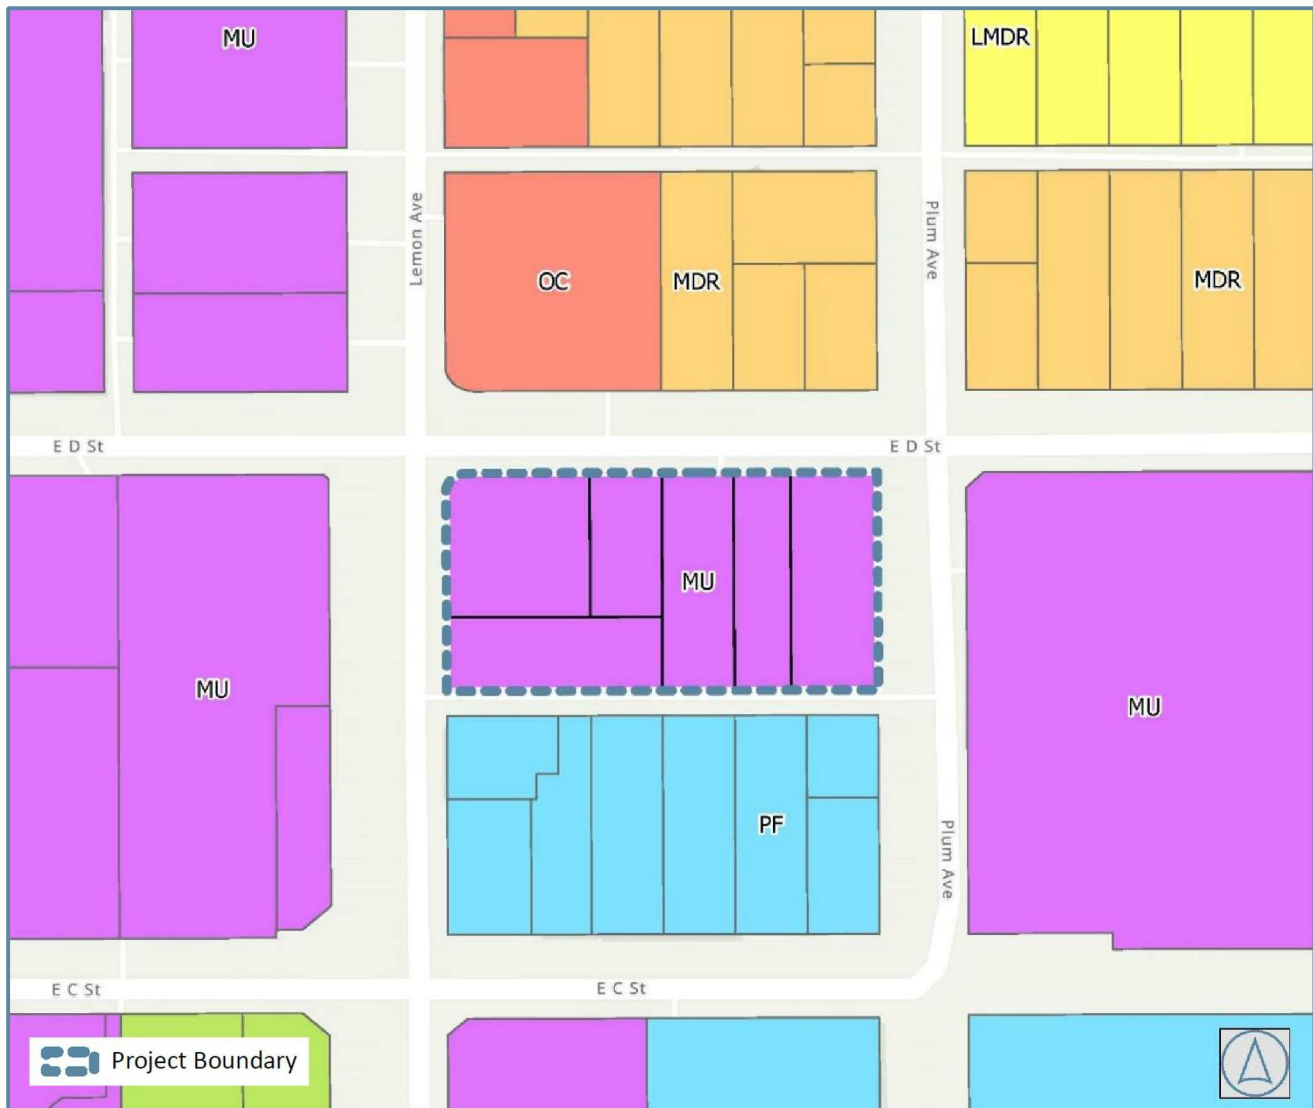 MU
LMDR
Lemon Ave
Plum Ave
OC
MDR
MDR
E D St
E D St
MU
MU
MU
PF
Plum Ave
E C St
E C St
Project Boundary